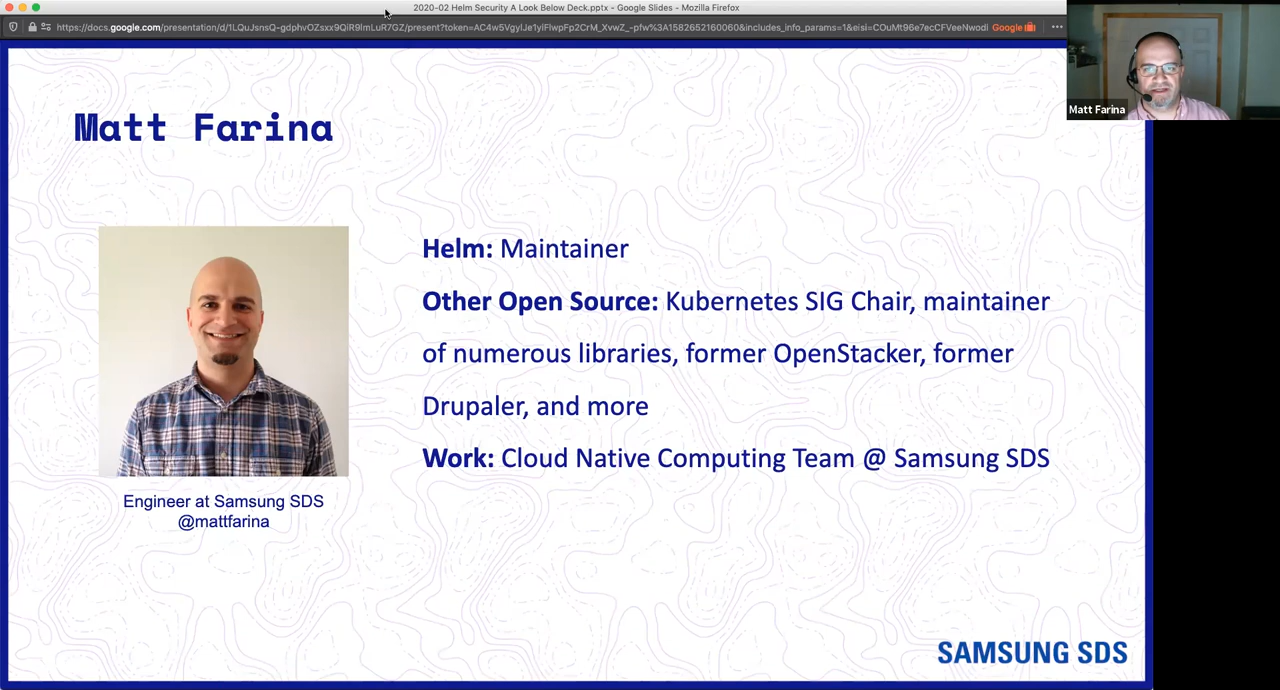 2020-02 Helm Security A Look Below Deck.pptx - Google Slides - Mozilla Firefox
Google
Matt Farina
Matt Farina
Helm: Maintainer
Other Open Source: Kubernetes SIG Chair, maintainer
of numerous libraries, former OpenStacker, former
Drupaler, and more
Work: Cloud Native Computing Team @ Samsung SDS
Engineer at Samsung SDS
@mattfarina
SAMSUNG SDS